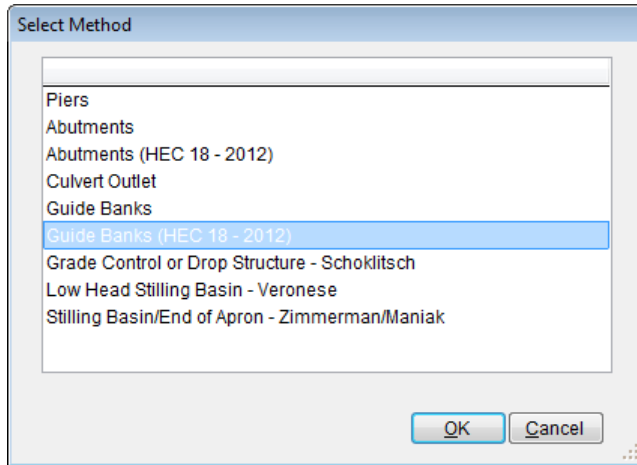 Select Method
Piers
Abutments
Abutments (HEC 18 - 2012)
Culvert Outlet
Guide Banks
Guide Banks (HEC 18 - 2012)
Grade Control or Drop Structure - Schoklitsch
Low Head Stilling Basin - Veronese
Stilling Basin/End of Apron - Zimmerman/Maniak
OK Cancel